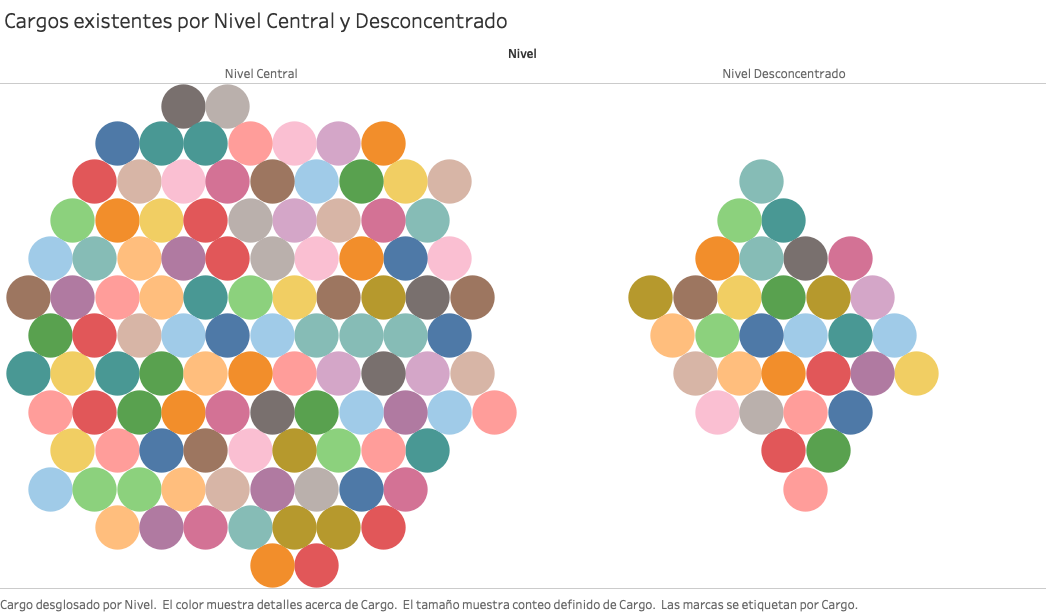 Cargos existentes por Nivel Central y Desconcentrado
Nivel
Nivel Central
Nivel Desconcentrado
Cargo desglosado por Nivel.  El color muestra detalles acerca de Cargo.  El tamaño muestra conteo definido de Cargo.  Las marcas se etiquetan por Cargo.